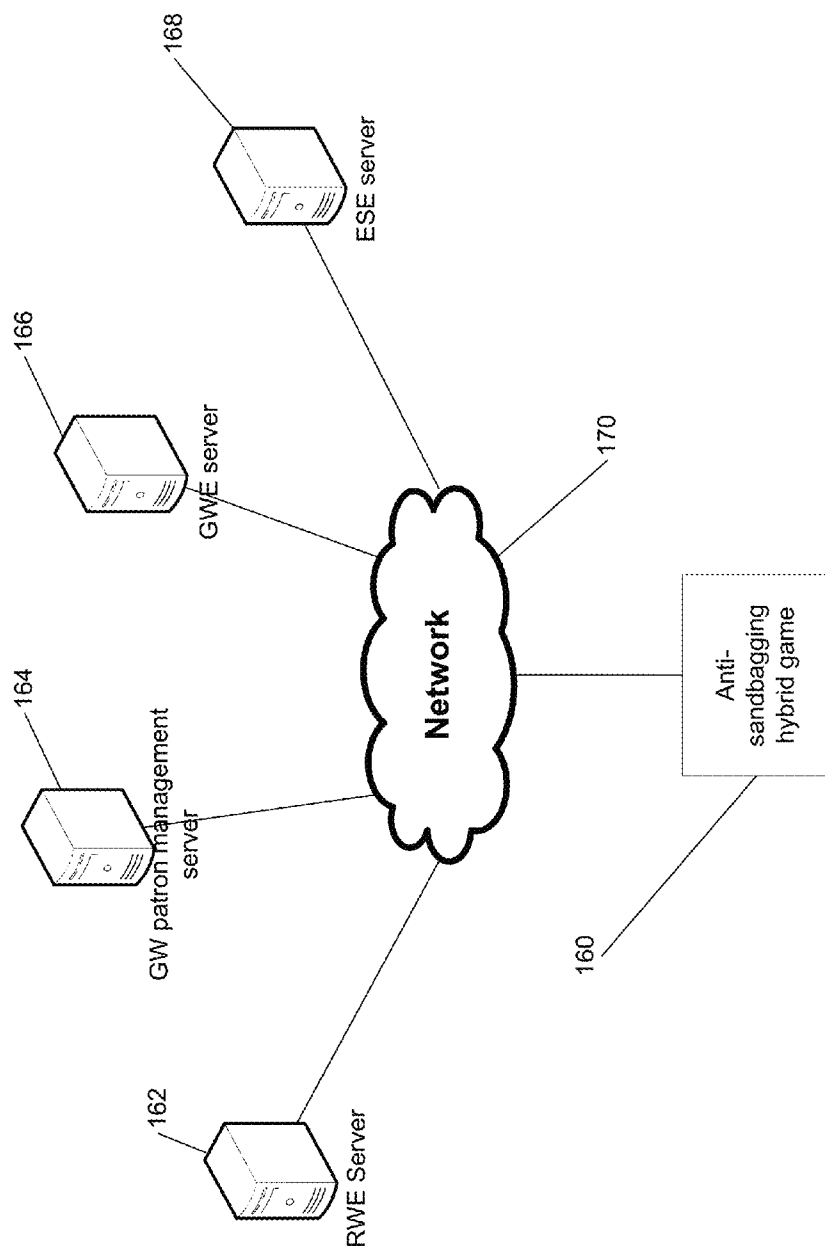 162
RWE Server
164
GW patron management
server
166
GWE server
168
ESE server
Network
170
Anti-
sandbagging
hybrid game
160